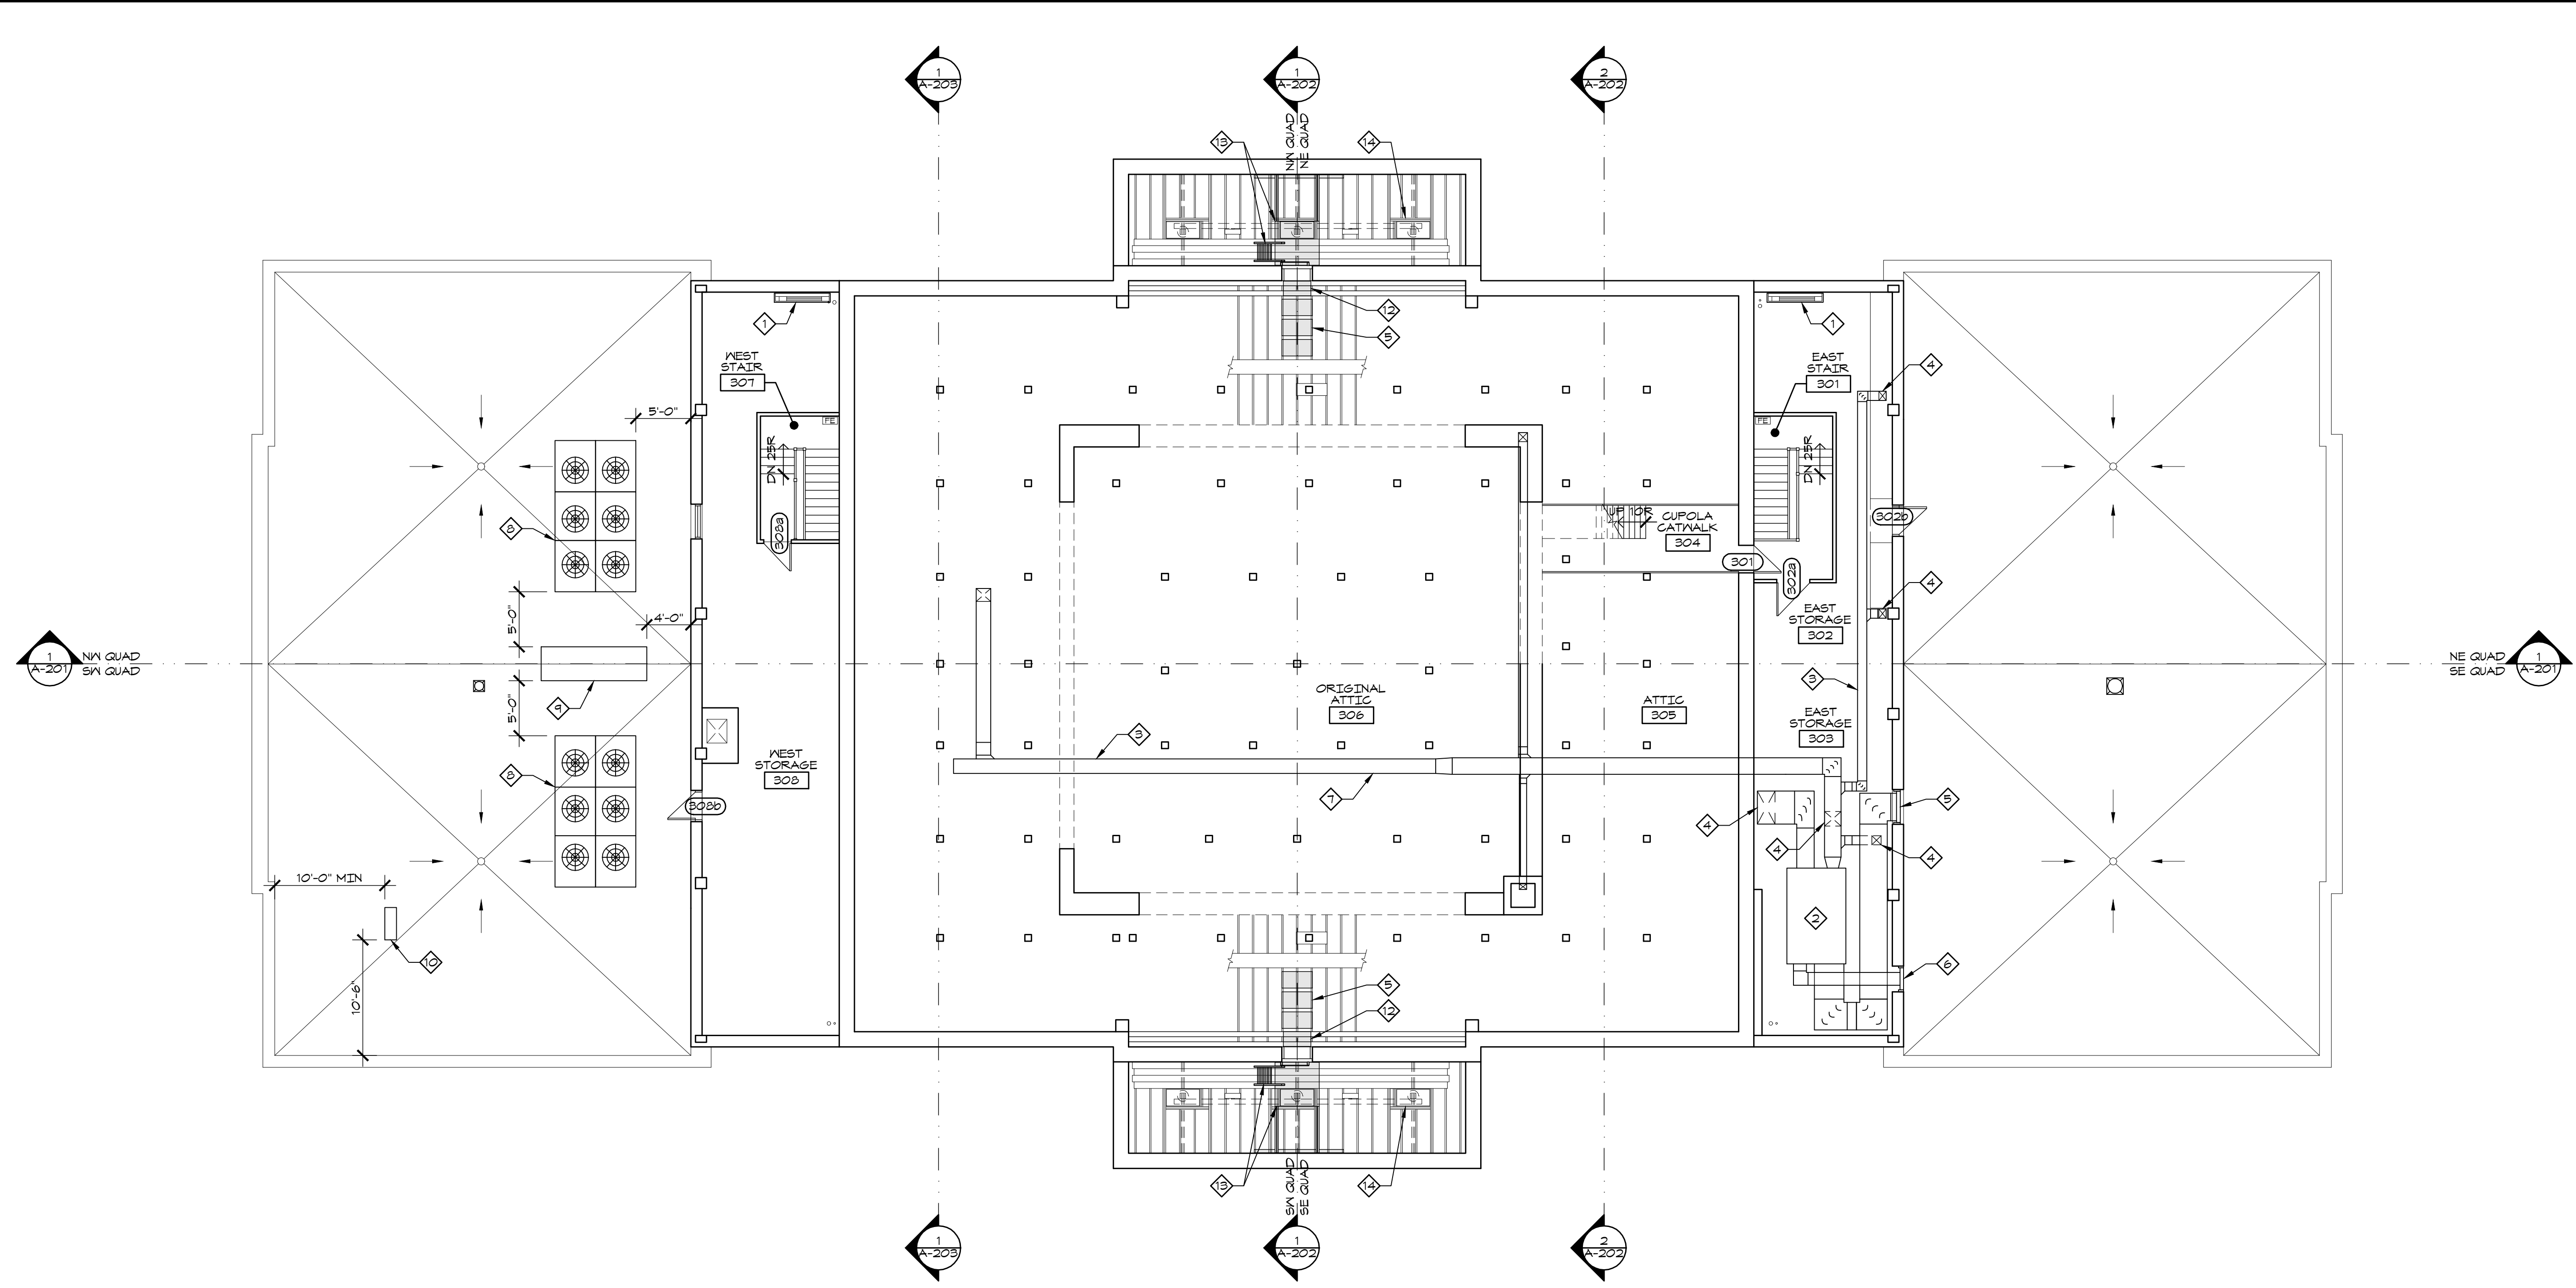 1
A-203
1
A-202
2
A-202
NW QUAD
NE QUAD
13
14
1
12
5
1
WEST
STAIR
307
EAST
STAIR
301
4
5'-0"
FE
FE
DN 25R
DN 25R
308a
8
UP 10R
CUPOLA
CATWALK
304
302b
301
302a
4
EAST
STORAGE
302
5'-0"
4'-0"
1
A-201
NW QUAD
SW QUAD
NE QUAD
SE QUAD
1
A-201
3
9
5'-0"
ORIGINAL
ATTIC
306
ATTIC
305
EAST
STORAGE
303
3
WEST
STORAGE
308
8
308b
7
5
4
4
4
10'-0" MIN
2
10
10'-6"
5
12
6
13
14
SW QUAD
SE QUAD
1
A-203
1
A-202
2
A-202